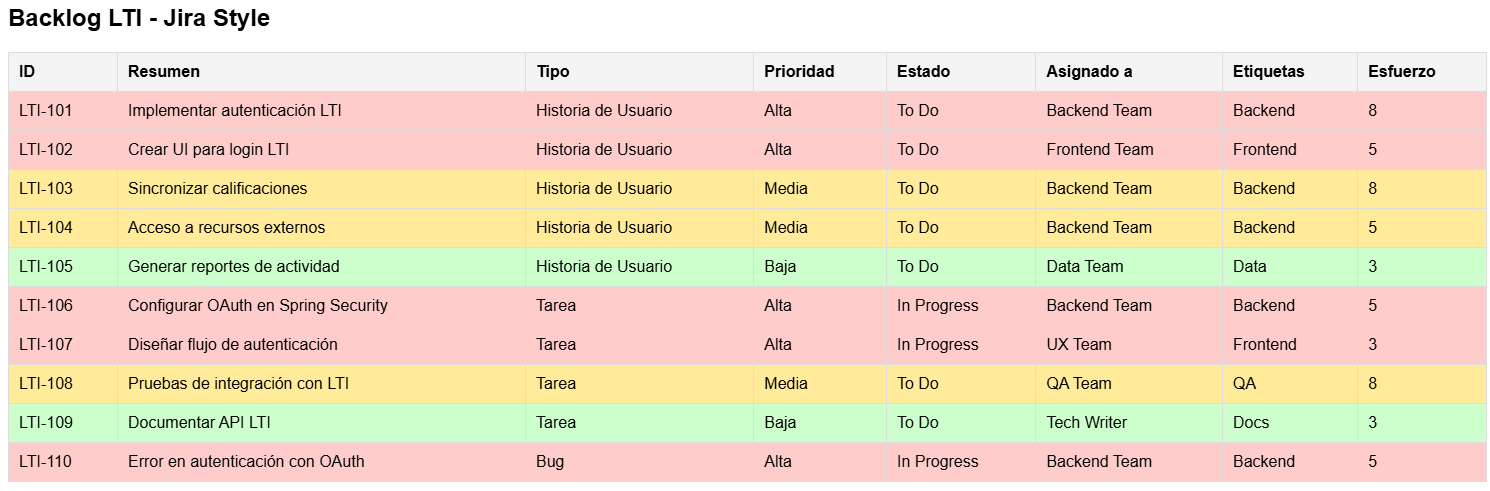 Backlog LTI - Jira Style
ID Resumen Tipo Prioridad Estado Asignado a Etiquetas Esfuerzo
LTI-101 Implementar autenticación LTI Historia de Usuario Alta To Do Backend Team Backend 8
LTI-102 Crear UI para login LTI Historia de Usuario Alta To Do Frontend Team Frontend 5
LTI-103 Sincronizar calificaciones Historia de Usuario Media To Do Backend Team Backend 8
LTI-104 Acceso a recursos externos Historia de Usuario Media To Do Backend Team Backend 5
LTI-105 Generar reportes de actividad Historia de Usuario Baja To Do Data Team Data 3
LTI-106 Configurar OAuth en Spring Security Tarea Alta In Progress Backend Team Backend 5
LTI-107 Diseñar flujo de autenticación Tarea Alta In Progress UX Team Frontend 3
LTI-108 Pruebas de integración con LTI Tarea Media To Do QA Team QA 8
LTI-109 Documentar API LTI Tarea Baja To Do Tech Writer Docs 3
LTI-110 Error en autenticación con OAuth Bug Alta In Progress Backend Team Backend 5